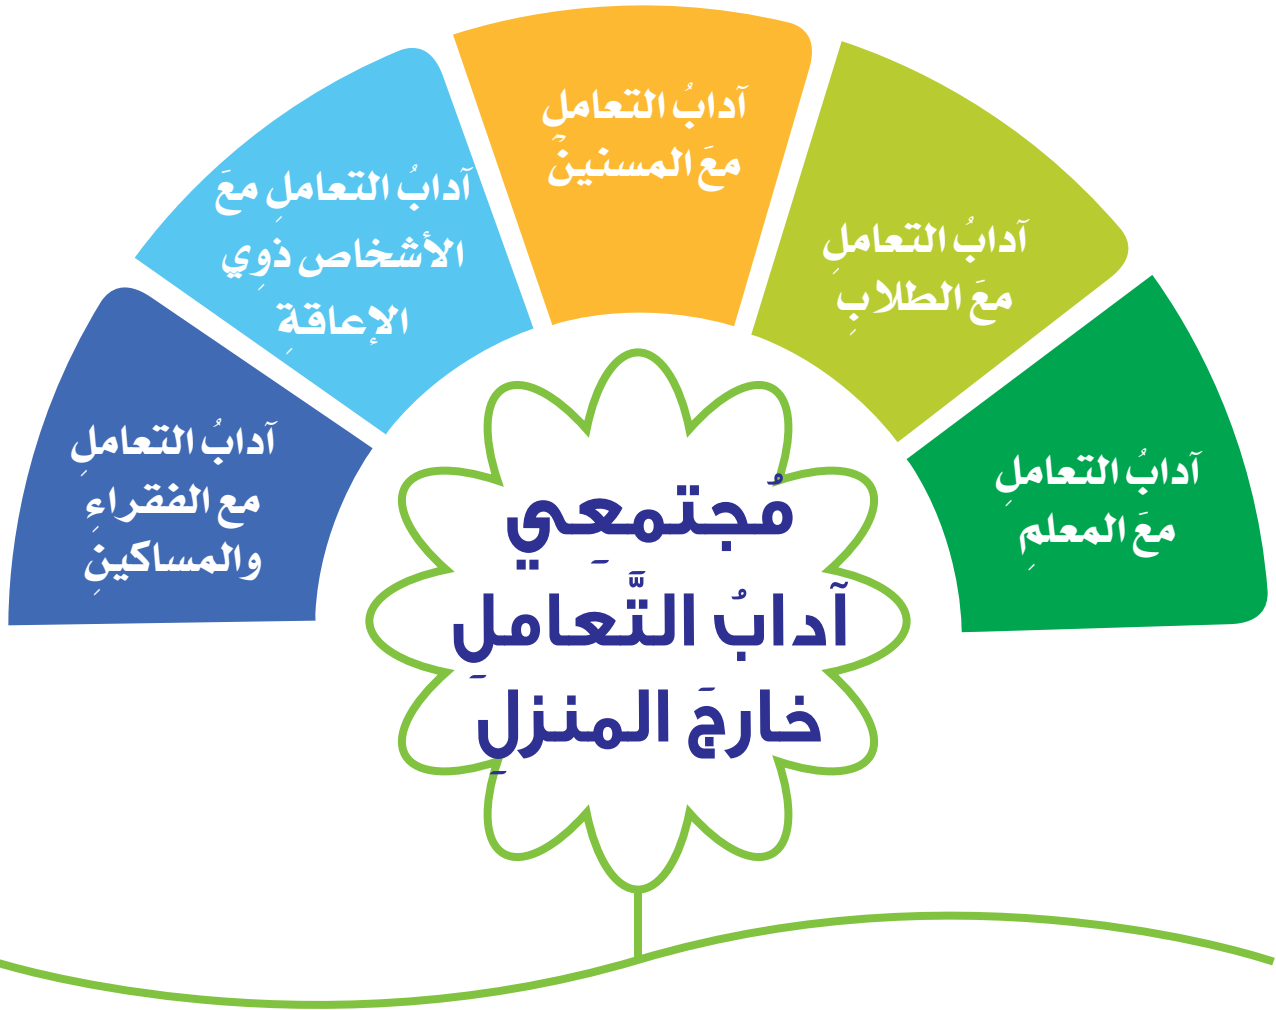 مُجتمعِي
آدابُ التَّعاملِ
خارجَ المنزلِ
آدابُ التعاملِ
معَ المعلمِ
آدابُ التعاملِ
معَ الطلابِ
آدابُ التعاملِ
معَ المسنينَ
آدابُ التعاملِ معَ
الأشخاص ذوِي
الإعاقةِ
آدابُ التعاملِ
مع الفقراءِ
والمساكينِ